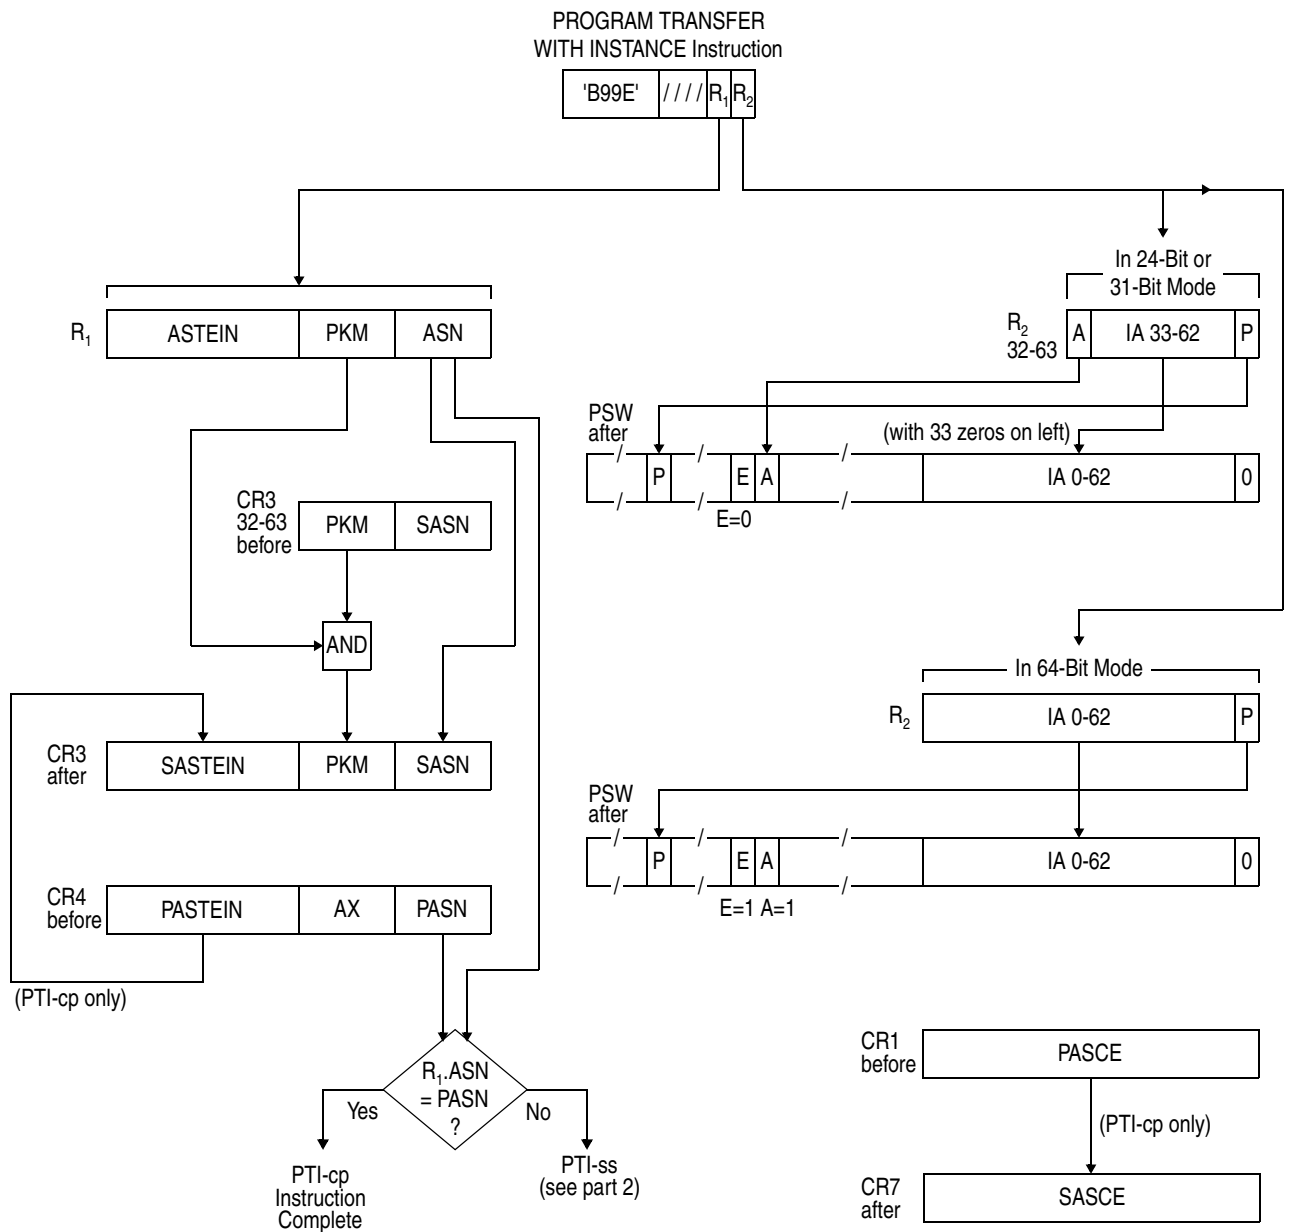 PROGRAM TRANSFER
WITH INSTANCE Instruction
'B99E' //// R1 R2
In 24-Bit or
31-Bit Mode
R1 ASTEIN PKM ASN
R2
32-63
A IA 33-62 P
PSW
after
(with 33 zeros on left)
P E A IA 0-62 0
E=0
CR3
32-63
before
PKM SASN
AND
In 64-Bit Mode
R2 IA 0-62 P
CR3
after
SASTEIN PKM SASN
PSW
after
P E A IA 0-62 0
E=1 A=1
CR4
before
PASTEIN AX PASN
(PTI-cp only)
R1.ASN
= PASN
?
Yes
No
PTI-cp
Instruction
Complete
PTI-ss
(see part 2)
CR1
before
PASCE
(PTI-cp only)
CR7
after
SASCE